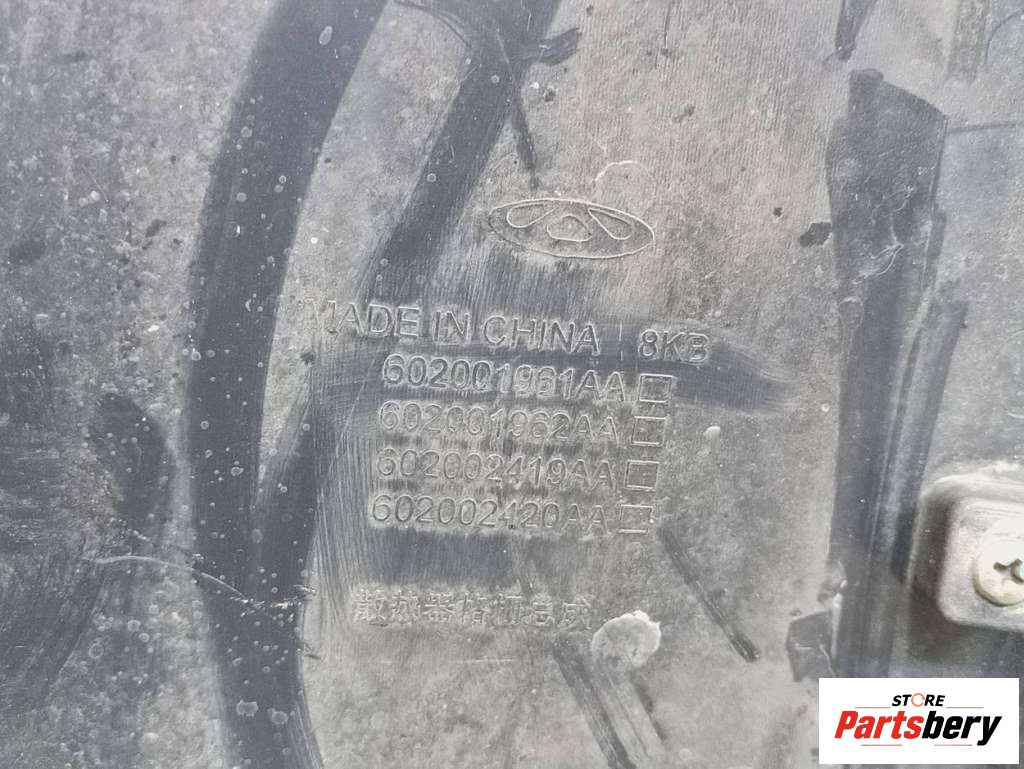 MADE IN CHINA 8KB
602001961AA
602001962AA
602002419AA
602002420AA
散热器格栅总成
STORE
Partsbery